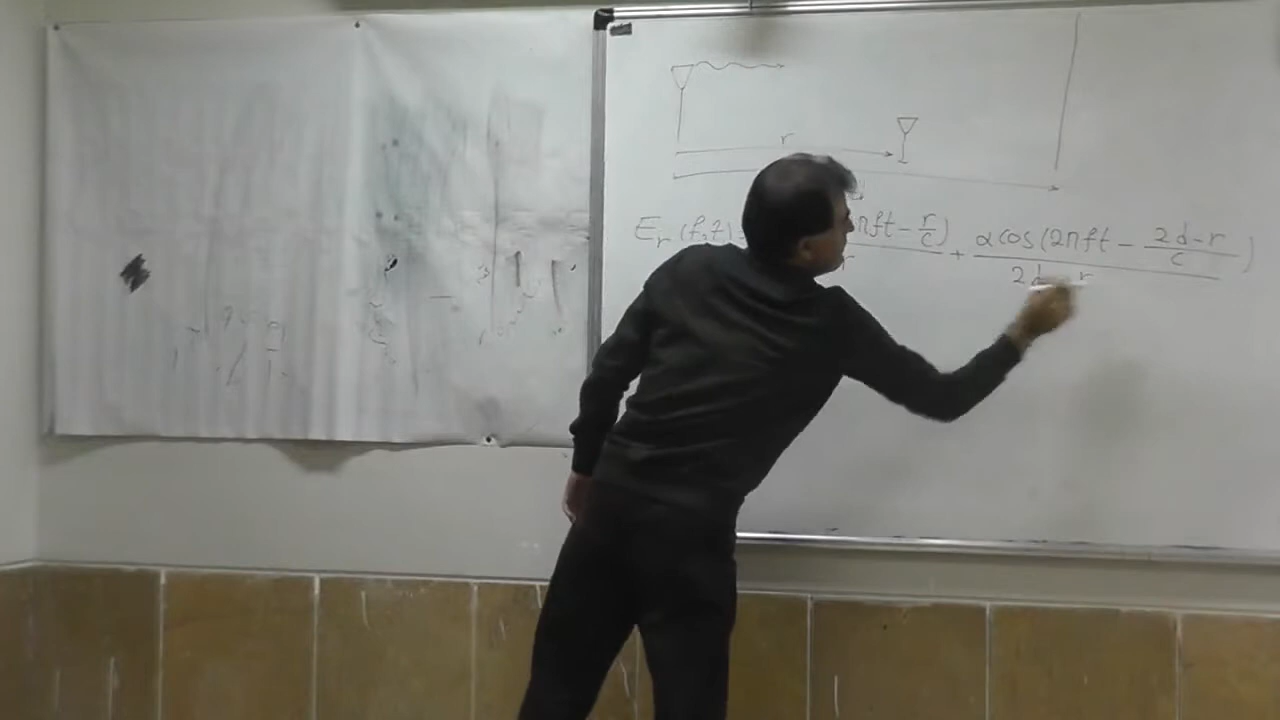 r
d
E_r (f,t) = πft - r/c) / r + α cos(2πft - (2d-r)/c) / 2d - r